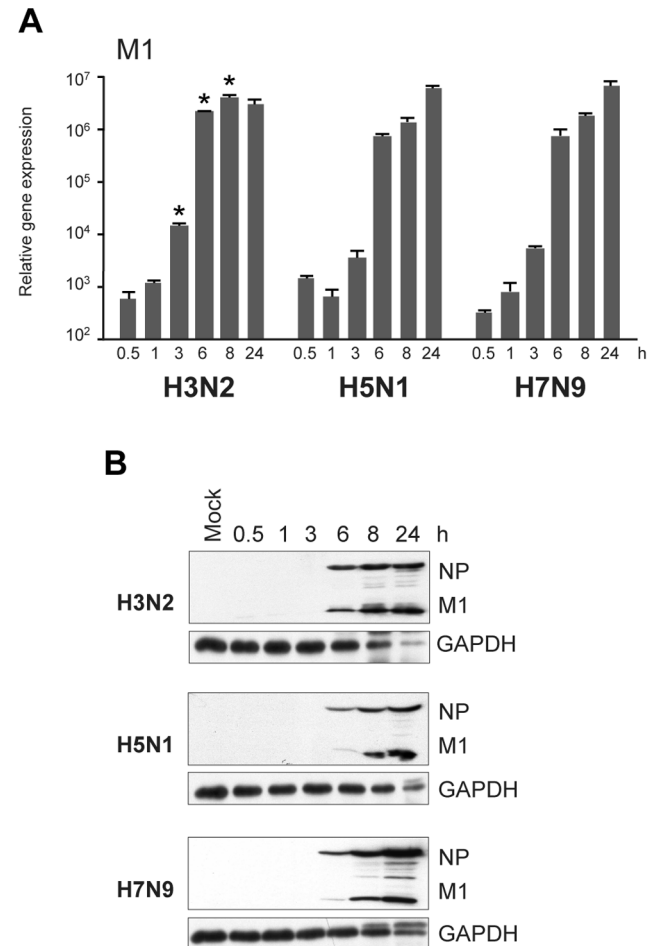 A
M1
Relative gene expression
10⁷
10⁶
10⁵
10⁴
10³
10²
* * *
0.5 1 3 6 8 24 0.5 1 3 6 8 24 0.5 1 3 6 8 24 h
H3N2 H5N1 H7N9
B
Mock 0.5 1 3 6 8 24 h
H3N2
NP
M1
GAPDH
H5N1
NP
M1
GAPDH
H7N9
NP
M1
GAPDH